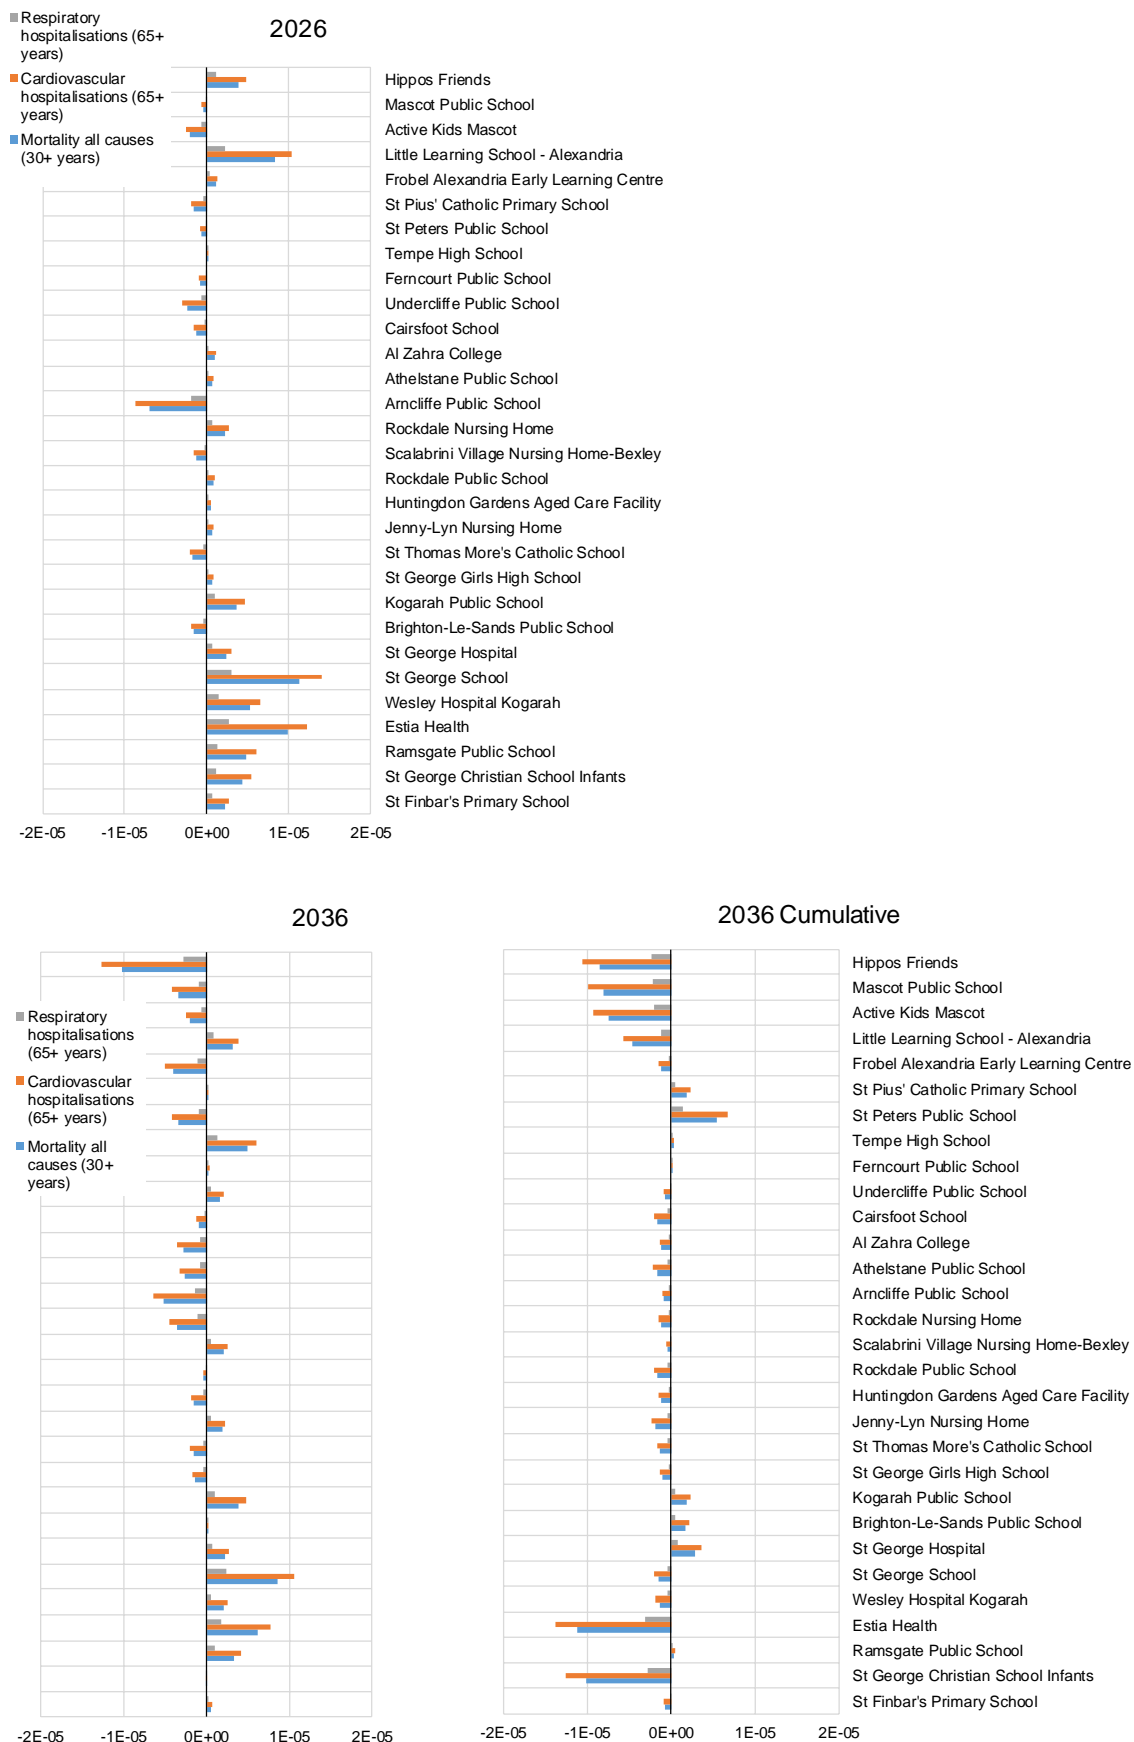 Respiratory
hospitalisations (65+
years)
Cardiovascular
hospitalisations (65+
years)
Mortality all causes
(30+ years)
2026
Hippos Friends
Mascot Public School
Active Kids Mascot
Little Learning School - Alexandria
Frobel Alexandria Early Learning Centre
St Pius' Catholic Primary School
St Peters Public School
Tempe High School
Ferncourt Public School
Undercliffe Public School
Cairsfoot School
Al Zahra College
Athelstane Public School
Arncliffe Public School
Rockdale Nursing Home
Scalabrini Village Nursing Home-Bexley
Rockdale Public School
Huntingdon Gardens Aged Care Facility
Jenny-Lyn Nursing Home
St Thomas More's Catholic School
St George Girls High School
Kogarah Public School
Brighton-Le-Sands Public School
St George Hospital
St George School
Wesley Hospital Kogarah
Estia Health
Ramsgate Public School
St George Christian School Infants
St Finbar's Primary School
-2E-05 -1E-05 0E+00 1E-05 2E-05
2036
Respiratory
hospitalisations
(65+ years)
Cardiovascular
hospitalisations
(65+ years)
Mortality all
causes (30+
years)
-2E-05 -1E-05 0E+00 1E-05 2E-05
2036 Cumulative
Hippos Friends
Mascot Public School
Active Kids Mascot
Little Learning School - Alexandria
Frobel Alexandria Early Learning Centre
St Pius' Catholic Primary School
St Peters Public School
Tempe High School
Ferncourt Public School
Undercliffe Public School
Cairsfoot School
Al Zahra College
Athelstane Public School
Arncliffe Public School
Rockdale Nursing Home
Scalabrini Village Nursing Home-Bexley
Rockdale Public School
Huntingdon Gardens Aged Care Facility
Jenny-Lyn Nursing Home
St Thomas More's Catholic School
St George Girls High School
Kogarah Public School
Brighton-Le-Sands Public School
St George Hospital
St George School
Wesley Hospital Kogarah
Estia Health
Ramsgate Public School
St George Christian School Infants
St Finbar's Primary School
-2E-05 -1E-05 0E+00 1E-05 2E-05